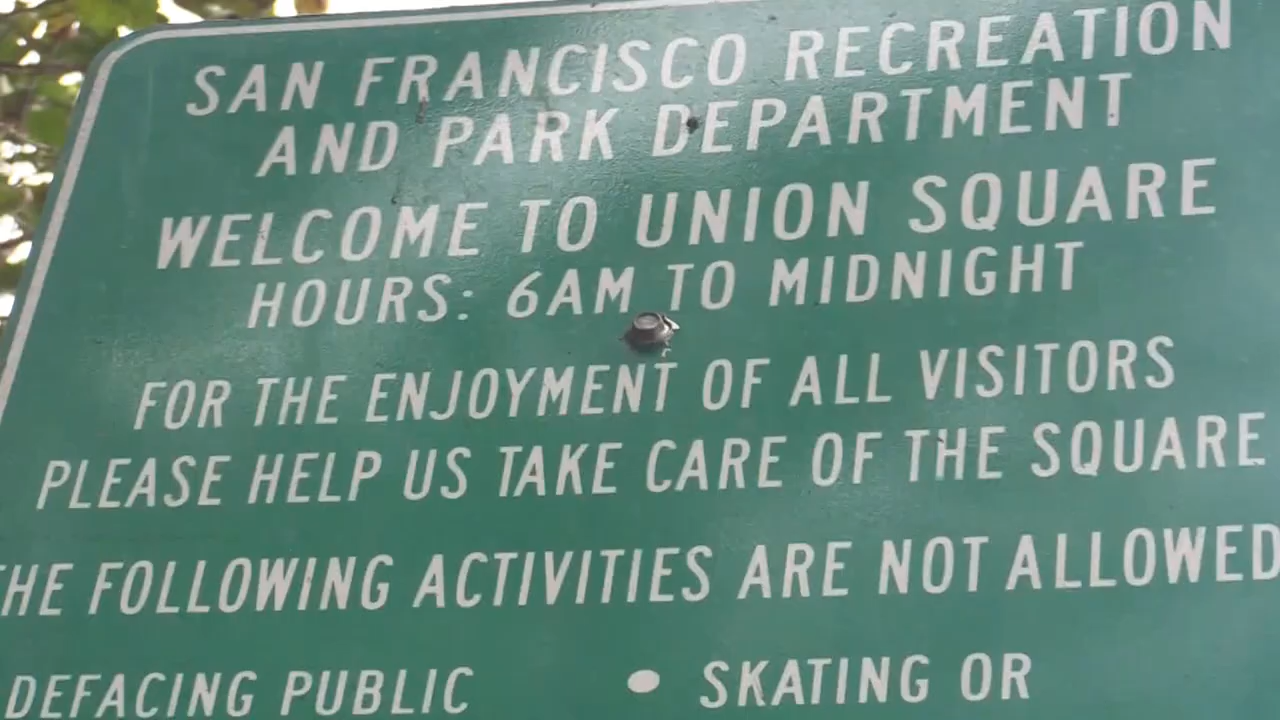 SAN FRANCISCO RECREATION
AND PARK DEPARTMENT
WELCOME TO UNION SQUARE
HOURS: 6AM TO MIDNIGHT
FOR THE ENJOYMENT OF ALL VISITORS
PLEASE HELP US TAKE CARE OF THE SQUARE
THE FOLLOWING ACTIVITIES ARE NOT ALLOWED
DEFACING PUBLIC
• SKATING OR